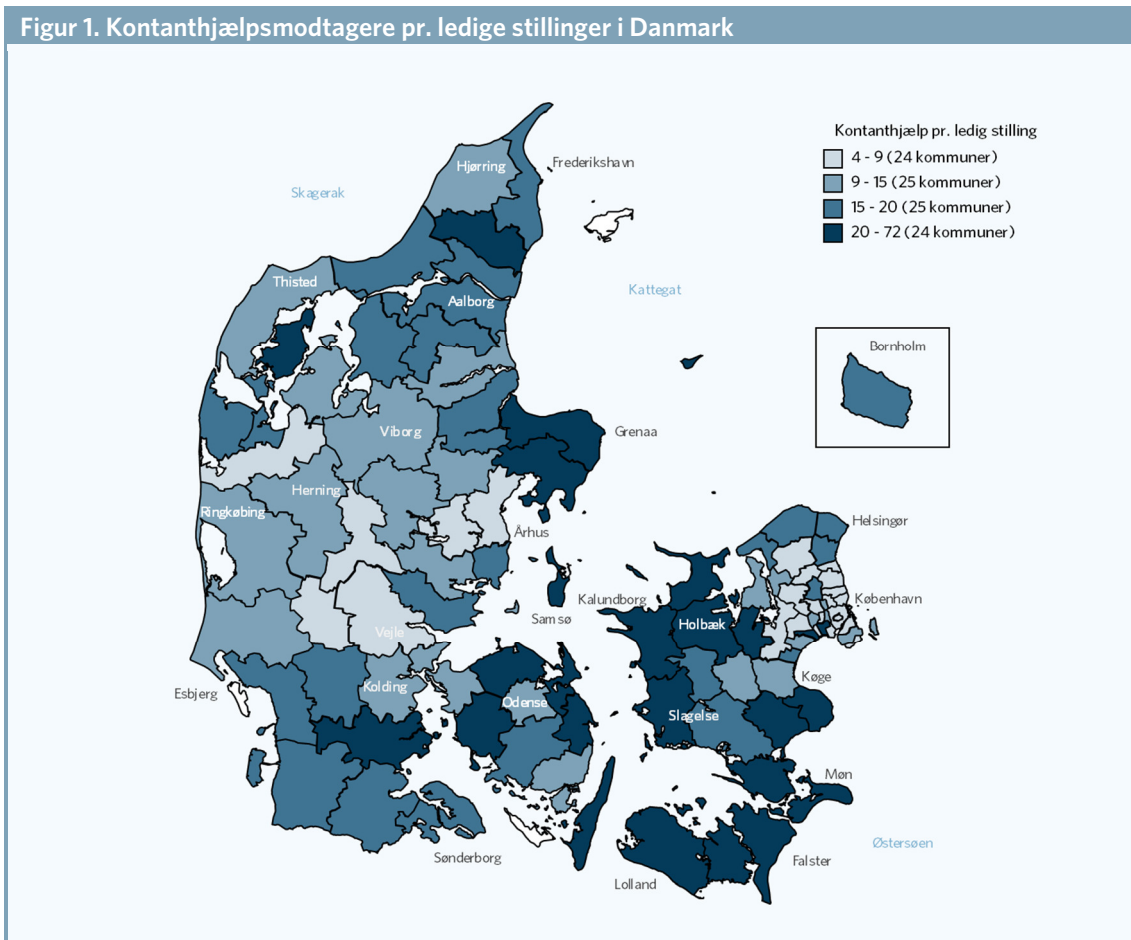 Figur 1. Kontanthjælpsmodtagere pr. ledige stillinger i Danmark
Kontanthjælp pr. ledig stilling
4 - 9 (24 kommuner)
9 - 15 (25 kommuner)
15 - 20 (25 kommuner)
20 - 72 (24 kommuner)
Hjørring
Frederikshavn
Skagerak
Thisted
Kattegat
Aalborg
Bornholm
Viborg
Grenaa
Herning
Ringkøbing
Århus
Helsingør
Kalundborg
København
Samsø
Holbæk
Vejle
Køge
Esbjerg
Kolding
Odense
Slagelse
Møn
Østersøen
Sønderborg
Falster
Lolland